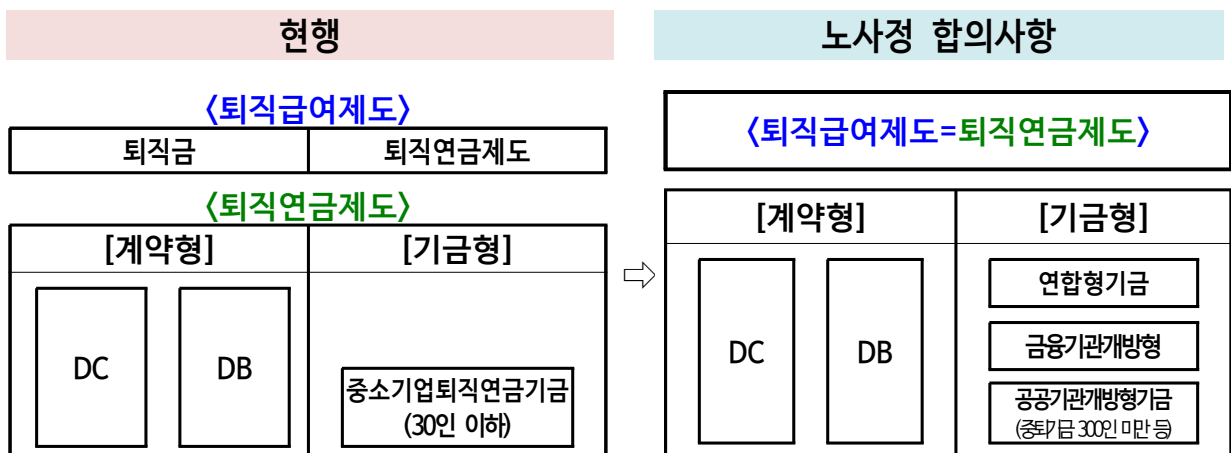 현행
노사정 합의사항
〈퇴직급여제도〉
퇴직금
퇴직연금제도
〈퇴직연금제도〉
[계약형]
[기금형]
DC
DB
중소기업퇴직연금기금
(30인 이하)
⇨
〈퇴직급여제도=퇴직연금제도〉
[계약형]
[기금형]
DC
DB
연합형기금
금융기관개방형
공공기관개방형기금
(중퇴기금 300인 미만 등)